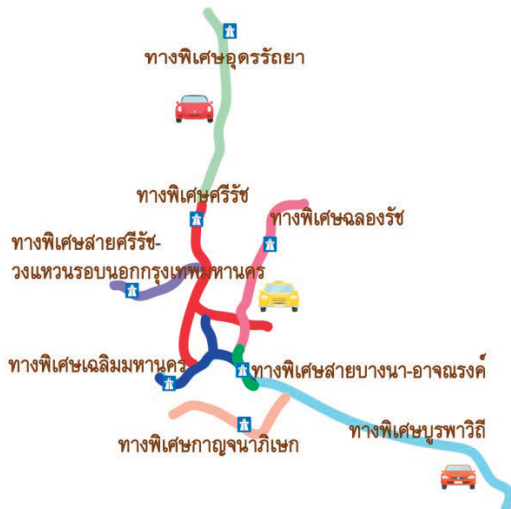 ทางพิเศษอุดรรัถยา
ทางพิเศษศรีรัช
ทางพิเศษฉลองรัช
ทางพิเศษสายศรีรัช-
วงแหวนรอบนอกกรุงเทพมหานคร
ทางพิเศษเฉลิมมหานคร
ทางพิเศษสายบางนา-อาจณรงค์
ทางพิเศษบูรพาวิถี
ทางพิเศษกาญจนาภิเษก